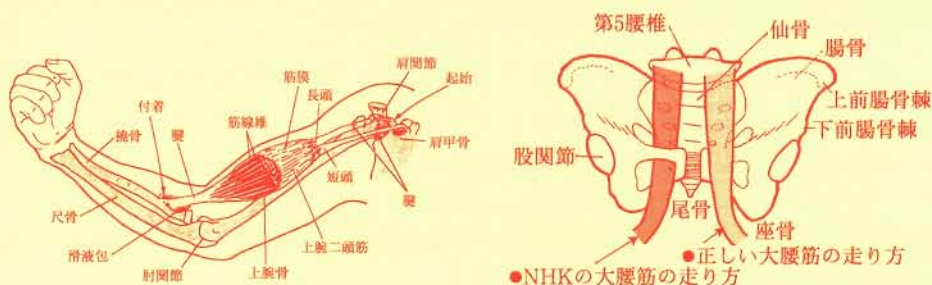 肩関節
起始
筋膜
長頭
付着
筋線維
腱
橈骨
肩甲骨
短頭
腱
尺骨
滑液包
肘関節
上腕骨
上腕二頭筋
第5腰椎
仙骨
腸骨
上前腸骨棘
下前腸骨棘
股関節
尾骨
座骨
●正しい大腰筋の走り方
●NHKの大腰筋の走り方